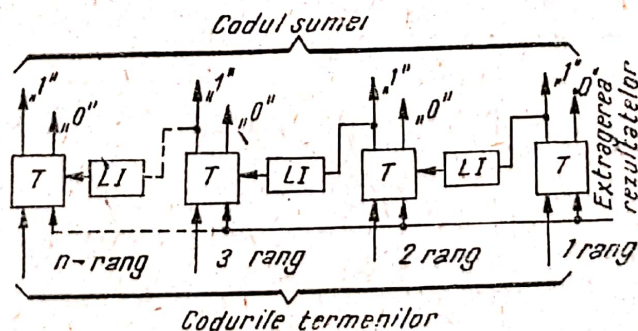 Codul sumei
„1" „0" „1" „0" „1" „0" „1" „0"
T LI T LI T LI T
Extragerea rezultatelor
n-rang 3 rang 2 rang 1 rang
Codurile termenilor